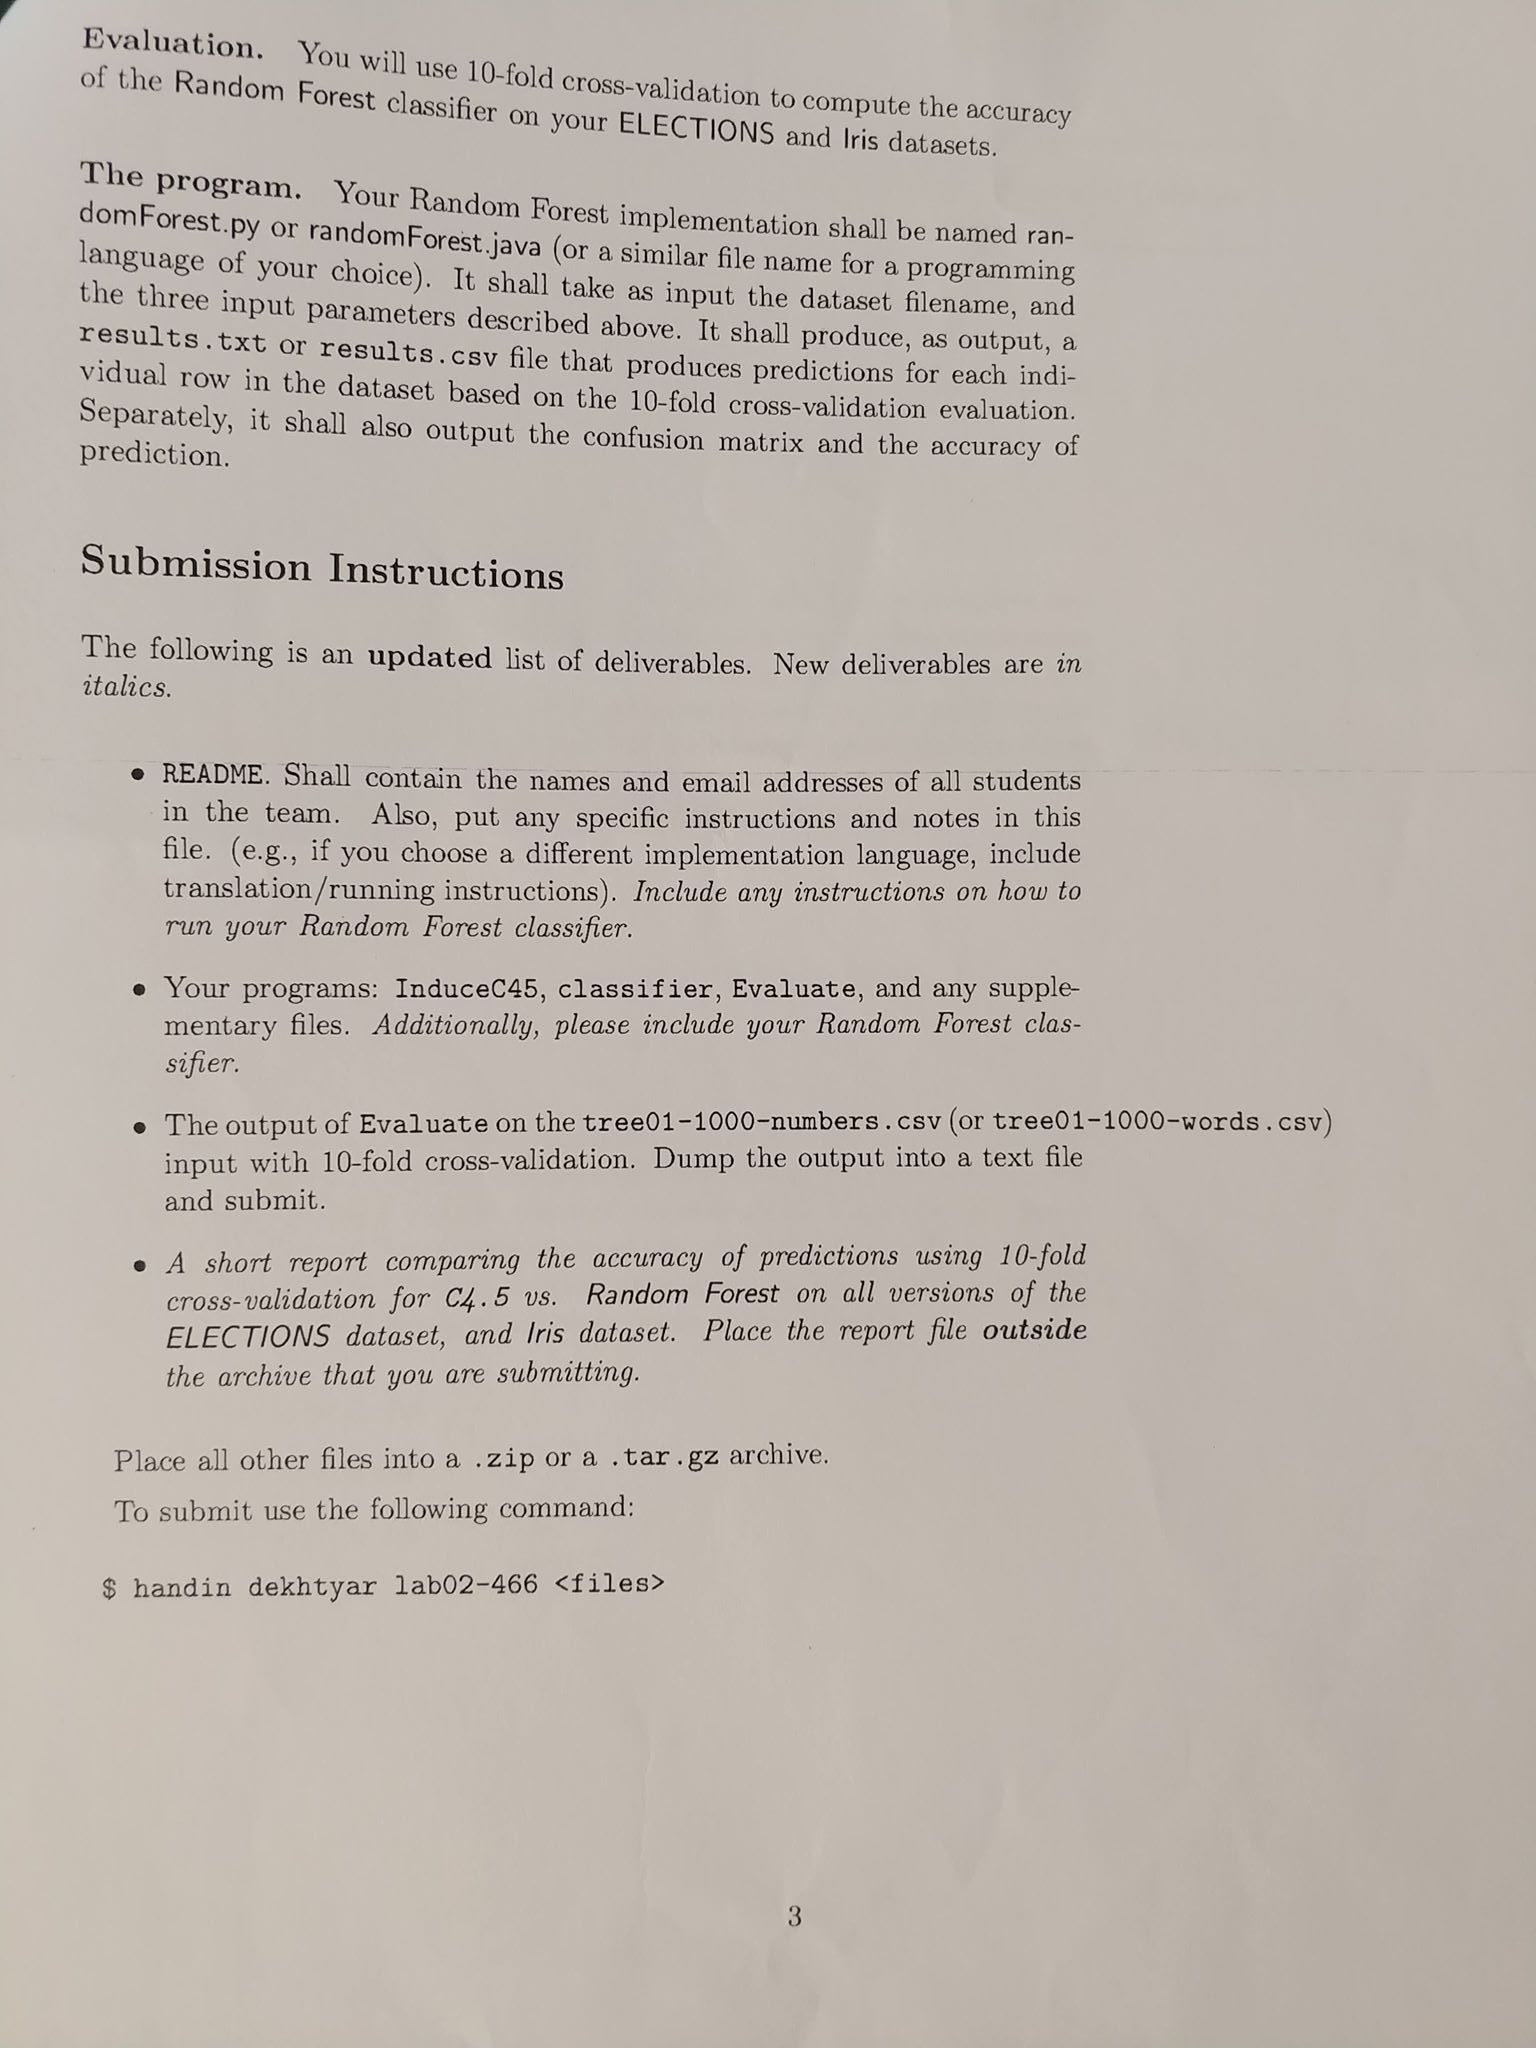 Evaluation. You will use 10-fold cross-validation to compute the accuracy
of the Random Forest classifier on your ELECTIONS and Iris datasets.
The program. Your Random Forest implementation shall be named ran-
domForest.py or randomForest.java (or a similar file name for a programming
language of your choice). It shall take as input the dataset filename, and
the three input parameters described above. It shall produce, as output, a
results.txt or results.csv file that produces predictions for each indi-
vidual row in the dataset based on the 10-fold cross-validation evaluation.
Separately, it shall also output the confusion matrix and the accuracy of
prediction.
Submission Instructions
The following is an updated list of deliverables. New deliverables are in
italics.
• README. Shall contain the names and email addresses of all students
in the team. Also, put any specific instructions and notes in this
file. (e.g., if you choose a different implementation language, include
translation/running instructions). Include any instructions on how to
run your Random Forest classifier.
• Your programs: InduceC45, classifier, Evaluate, and any supple-
mentary files. Additionally, please include your Random Forest clas-
sifier.
• The output of Evaluate on the tree01-1000-numbers.csv (or tree01-1000-words.csv)
input with 10-fold cross-validation. Dump the output into a text file
and submit.
• A short report comparing the accuracy of predictions using 10-fold
cross-validation for C4.5 vs. Random Forest on all versions of the
ELECTIONS dataset, and Iris dataset. Place the report file outside
the archive that you are submitting.
Place all other files into a .zip or a .tar.gz archive.
To submit use the following command:
$ handin dekhtyar lab02-466 <files>
3